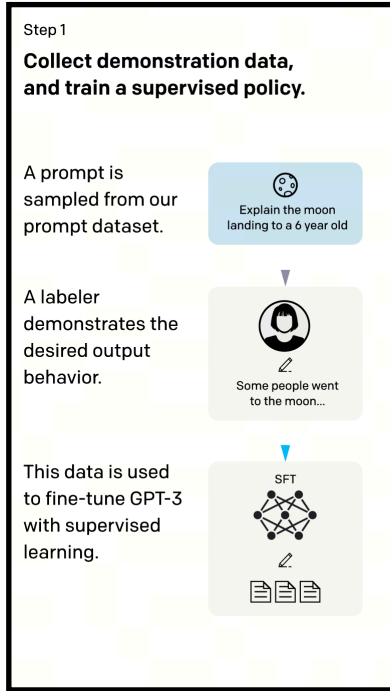 Step 1
Collect demonstration data,
and train a supervised policy.
A prompt is
sampled from our
prompt dataset.
Explain the moon
landing to a 6 year old
A labeler
demonstrates the
desired output
behavior.
Some people went
to the moon...
This data is used
to fine-tune GPT-3
with supervised
learning.
SFT